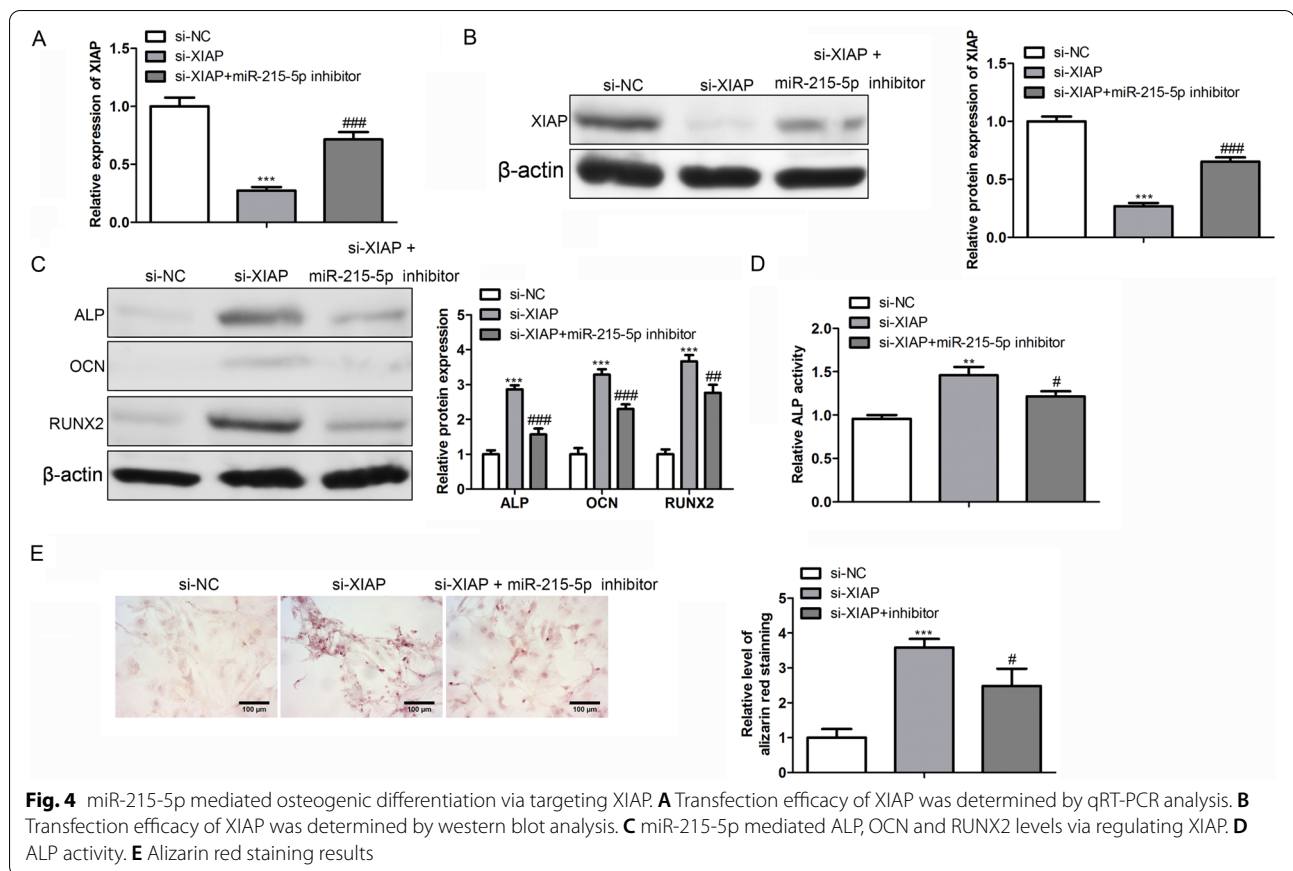 A
si-NC
si-XIAP
si-XIAP+miR-215-5p inhibitor
Relative expression of XIAP
1.5
1.0
0.5
0.0
***
###
B
si-NC
si-XIAP
si-XIAP +
miR-215-5p inhibitor
XIAP
β-actin
si-NC
si-XIAP
si-XIAP+miR-215-5p inhibitor
Relative protein expression of XIAP
1.5
1.0
0.5
0.0
***
###
C
si-NC
si-XIAP
si-XIAP +
miR-215-5p inhibitor
ALP
OCN
RUNX2
β-actin
si-NC
si-XIAP
si-XIAP+miR-215-5p inhibitor
Relative protein expression
5
4
3
2
1
0
***
###
***
###
***
##
ALP
OCN
RUNX2
D
si-NC
si-XIAP
si-XIAP+miR-215-5p inhibitor
Relative ALP activity
2.0
1.5
1.0
0.5
0.0
**
#
E
si-NC
si-XIAP
si-XIAP + miR-215-5p inhibitor
100 μm
100 μm
100 μm
si-NC
si-XIAP
si-XIAP+inhibitor
Relative level of
alizarin red stainning
5
4
3
2
1
0
***
#
Fig. 4 miR-215-5p mediated osteogenic differentiation via targeting XIAP. A Transfection efficacy of XIAP was determined by qRT-PCR analysis. B
Transfection efficacy of XIAP was determined by western blot analysis. C miR-215-5p mediated ALP, OCN and RUNX2 levels via regulating XIAP. D
ALP activity. E Alizarin red staining results